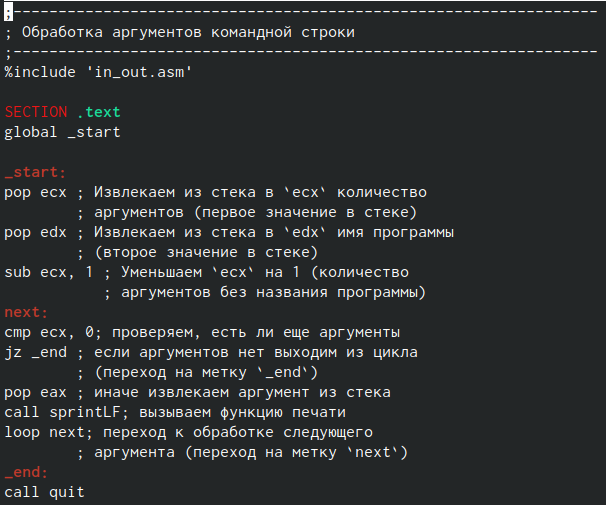 ;-----------------------------------------------------------------
; Обработка аргументов командной строки
;-----------------------------------------------------------------
%include 'in_out.asm'

SECTION .text
global _start

_start:
pop ecx ; Извлекаем из стека в `ecx` количество
        ; аргументов (первое значение в стеке)
pop edx ; Извлекаем из стека в `edx` имя программы
        ; (второе значение в стеке)
sub ecx, 1 ; Уменьшаем `ecx` на 1 (количество
           ; аргументов без названия программы)
next:
cmp ecx, 0; проверяем, есть ли еще аргументы
jz _end ; если аргументов нет выходим из цикла
        ; (переход на метку `_end`)
pop eax ; иначе извлекаем аргумент из стека
call sprintLF; вызываем функцию печати
loop next; переход к обработке следующего
        ; аргумента (переход на метку `next`)
_end:
call quit